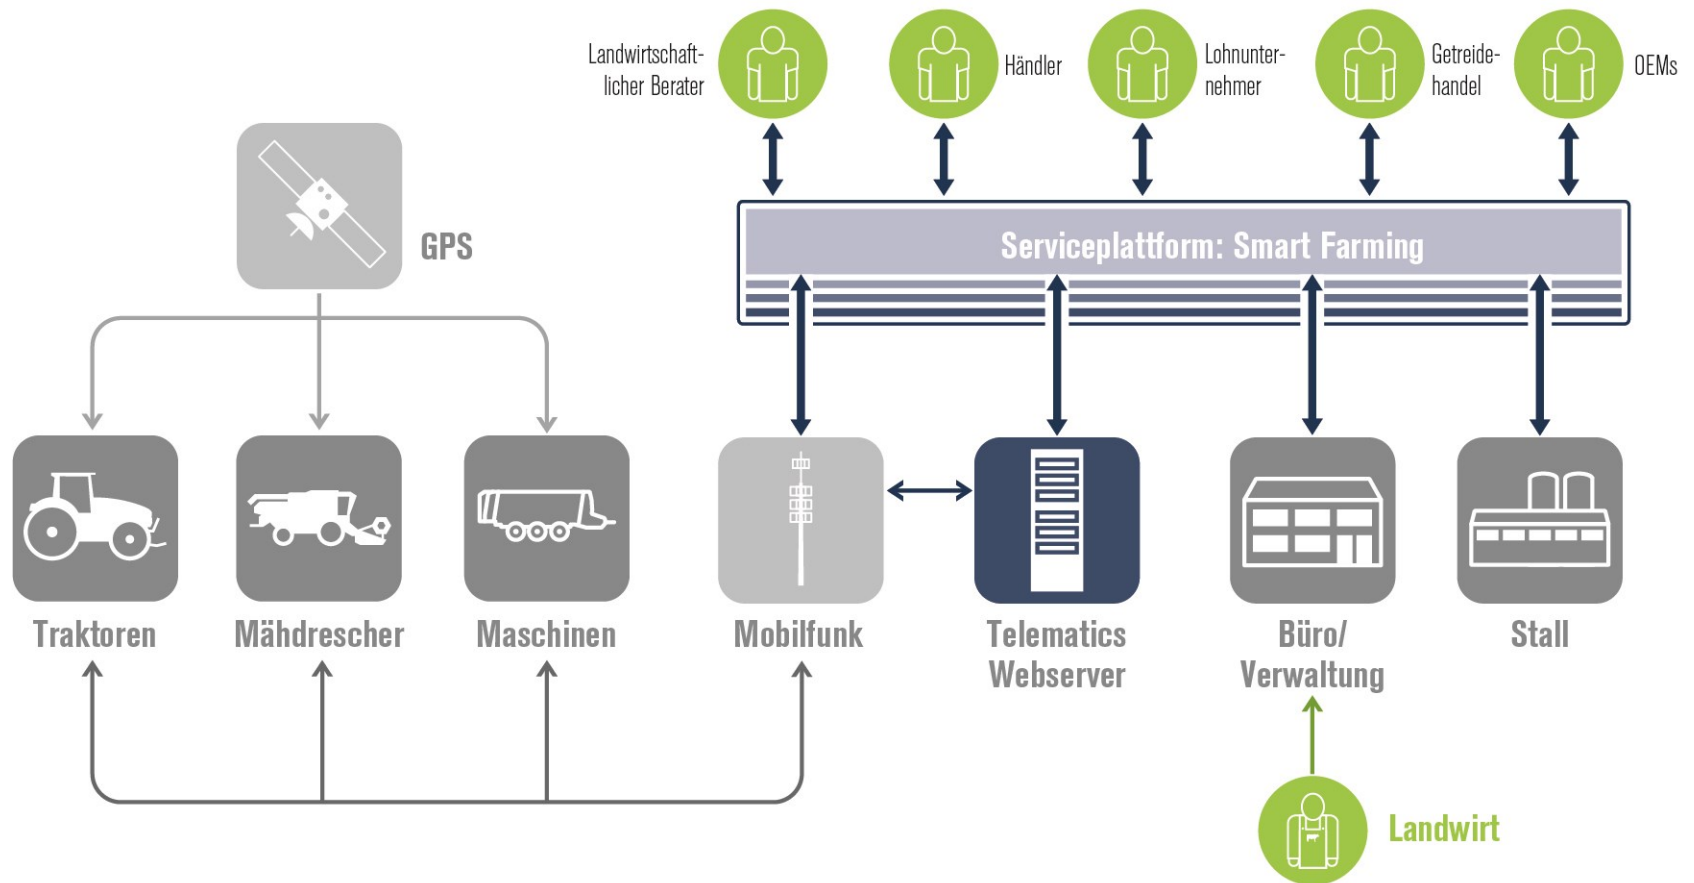 Landwirtschaft-
licher Berater
Händler
Lohnunter-
nehmer
Getreide-
handel
OEMs
GPS
Serviceplattform: Smart Farming
Traktoren
Mähdrescher
Maschinen
Mobilfunk
Telematics
Webserver
Büro/
Verwaltung
Stall
Landwirt